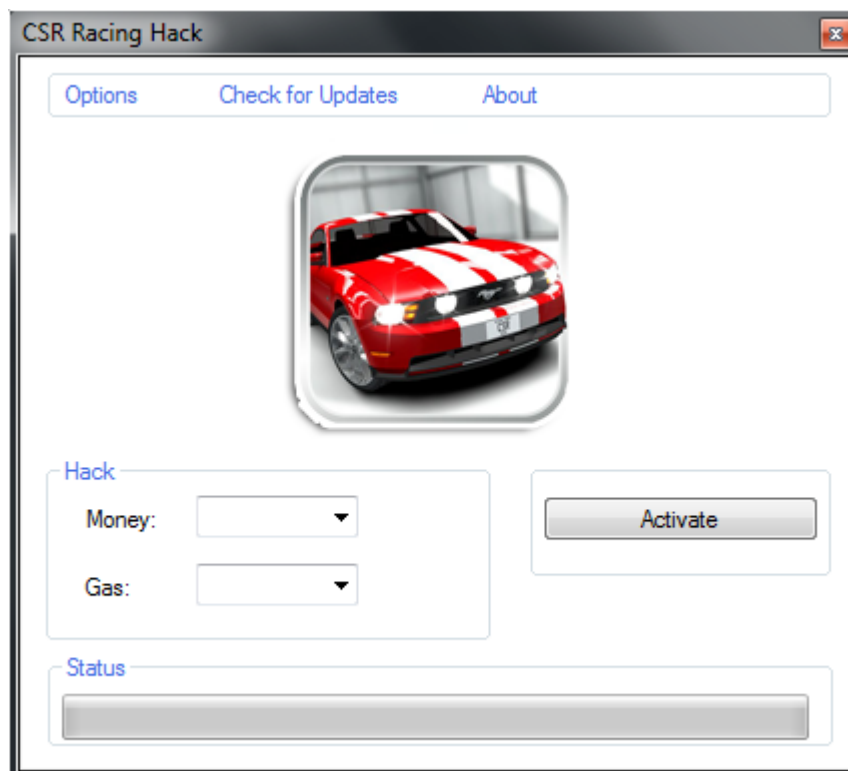 CSR Racing Hack
Options Check for Updates About
Hack
Money:
Activate
Gas:
Status